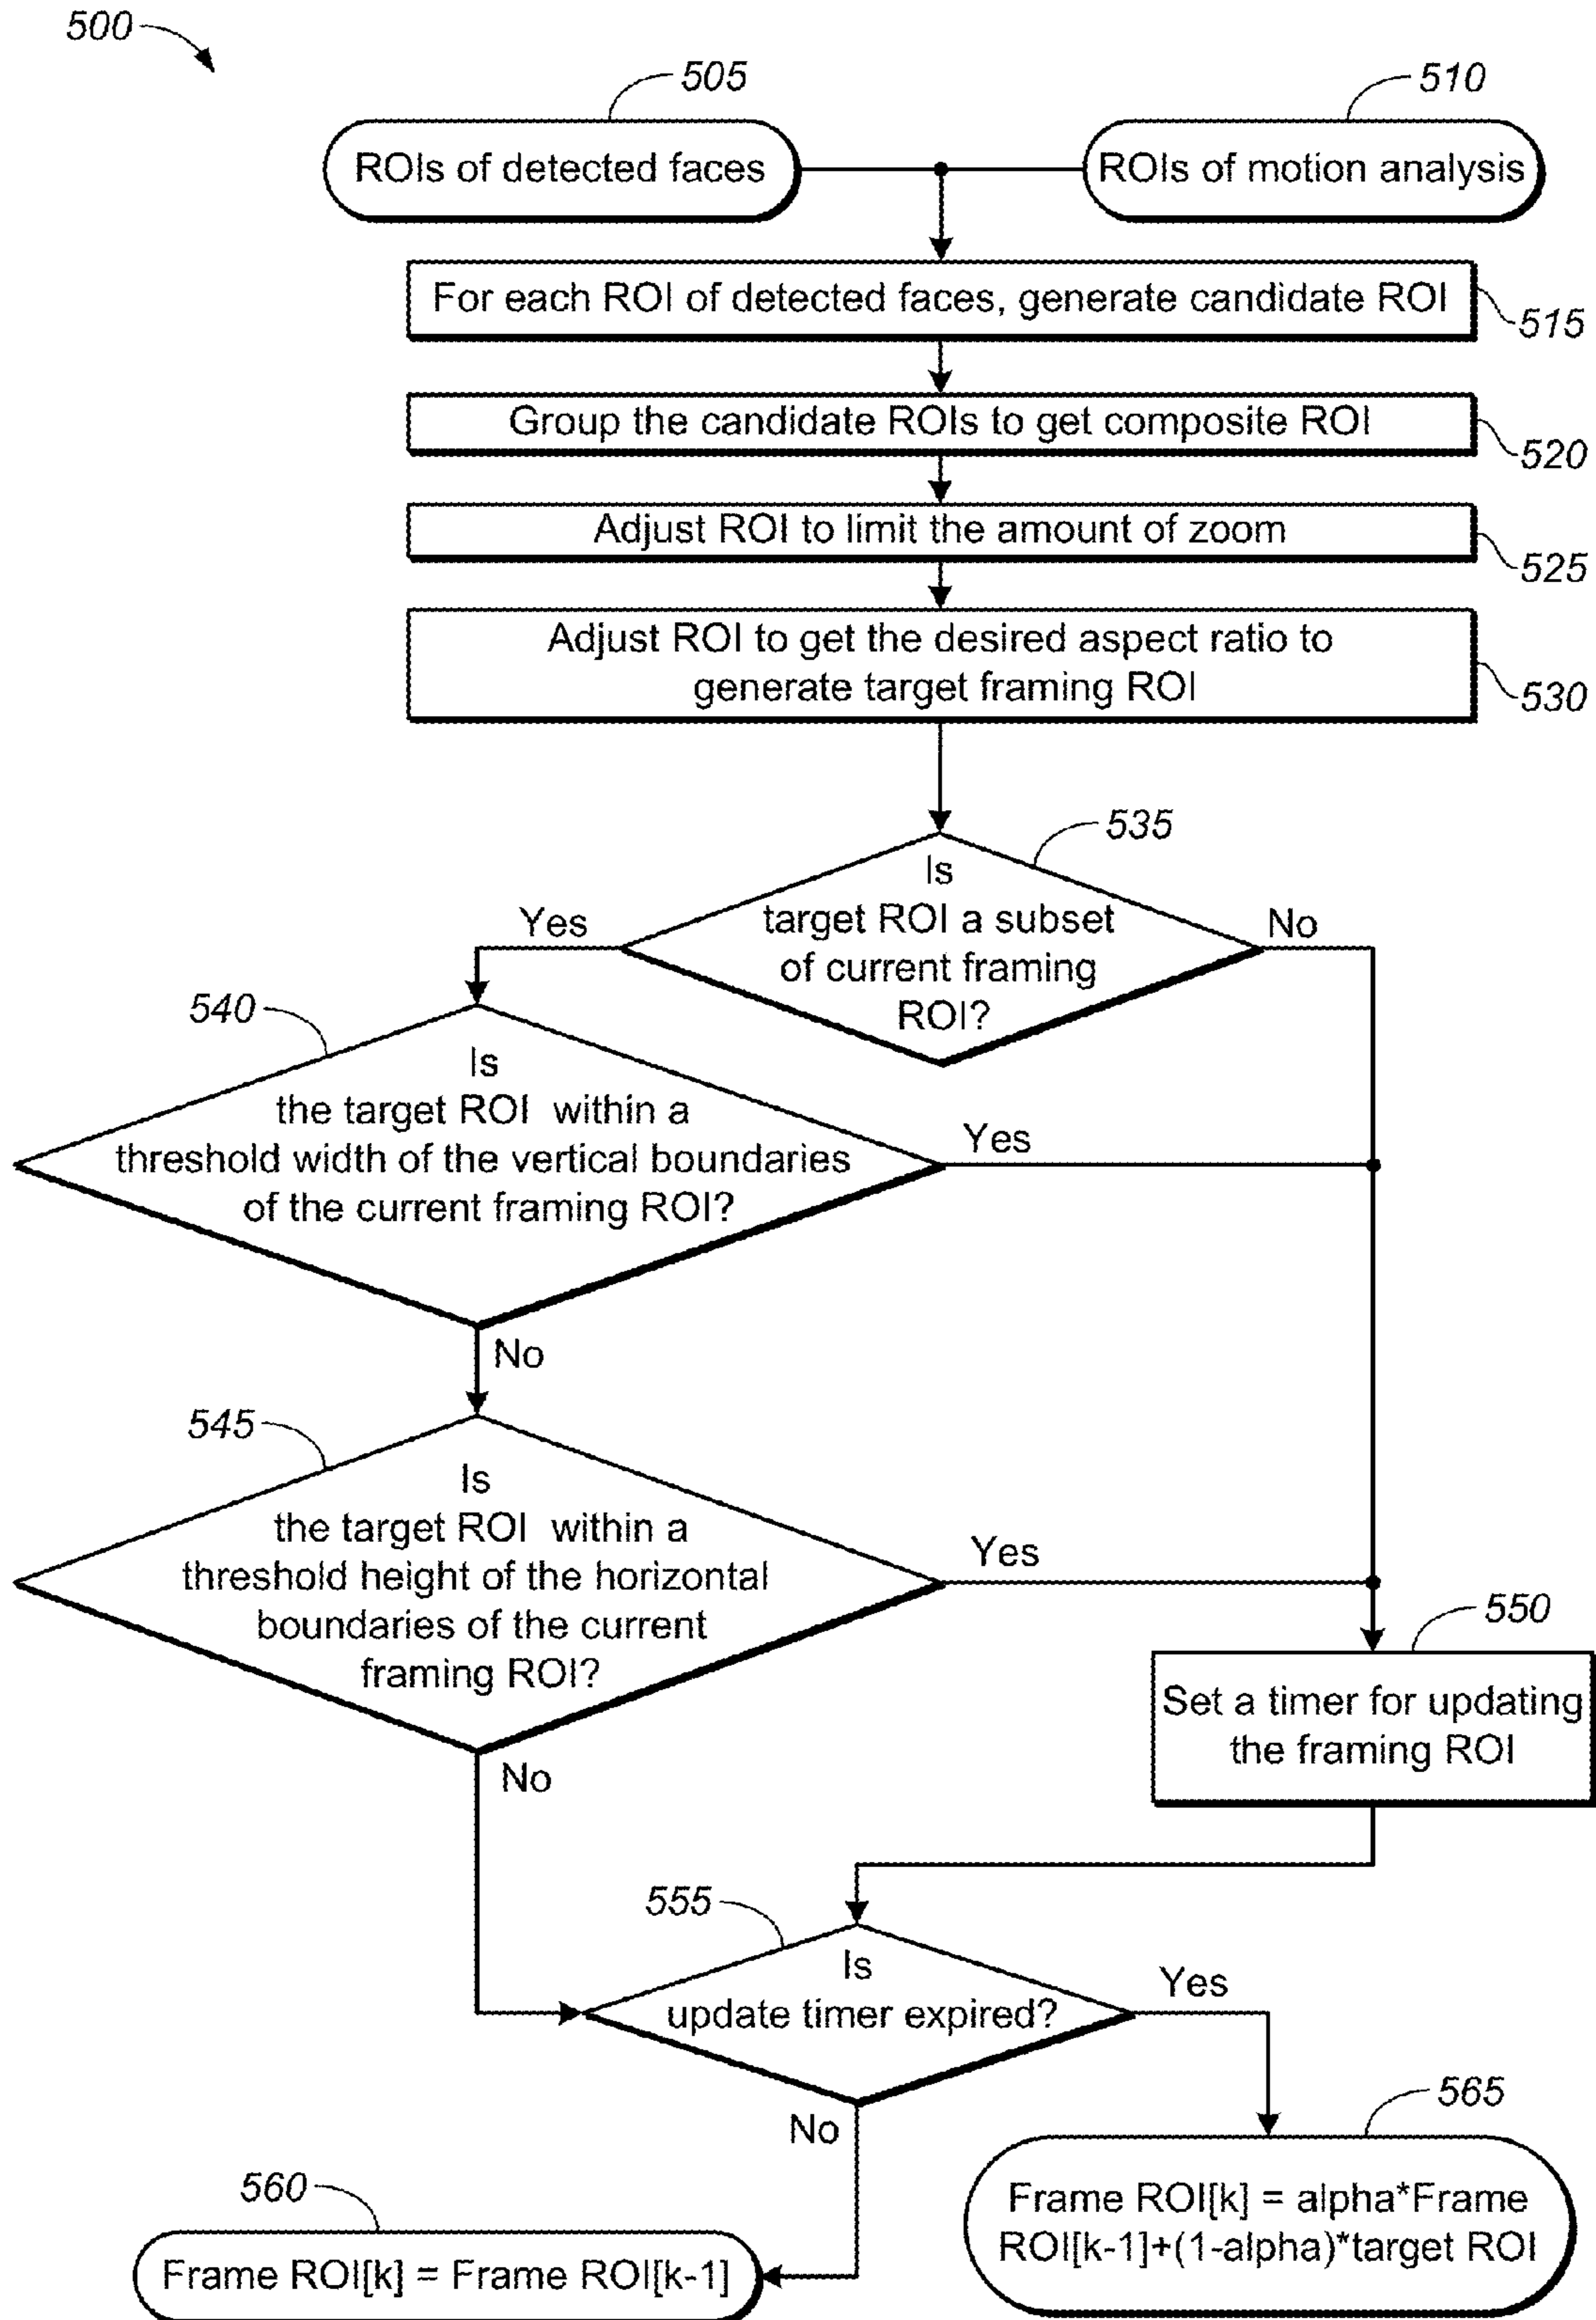 500
505
510
ROIs of detected faces
ROIs of motion analysis
For each ROI of detected faces, generate candidate ROI
515
Group the candidate ROIs to get composite ROI
520
Adjust ROI to limit the amount of zoom
525
Adjust ROI to get the desired aspect ratio to
generate target framing ROI
530
535
Is
target ROI a subset
of current framing
ROI?
Yes
No
540
Is
the target ROI within a
threshold width of the vertical boundaries
of the current framing ROI?
Yes
No
545
Is
the target ROI within a
threshold height of the horizontal
boundaries of the current
framing ROI?
Yes
No
550
Set a timer for updating
the framing ROI
555
Is
update timer expired?
Yes
No
560
Frame ROI[k] = Frame ROI[k-1]
565
Frame ROI[k] = alpha*Frame
ROI[k-1]+(1-alpha)*target ROI